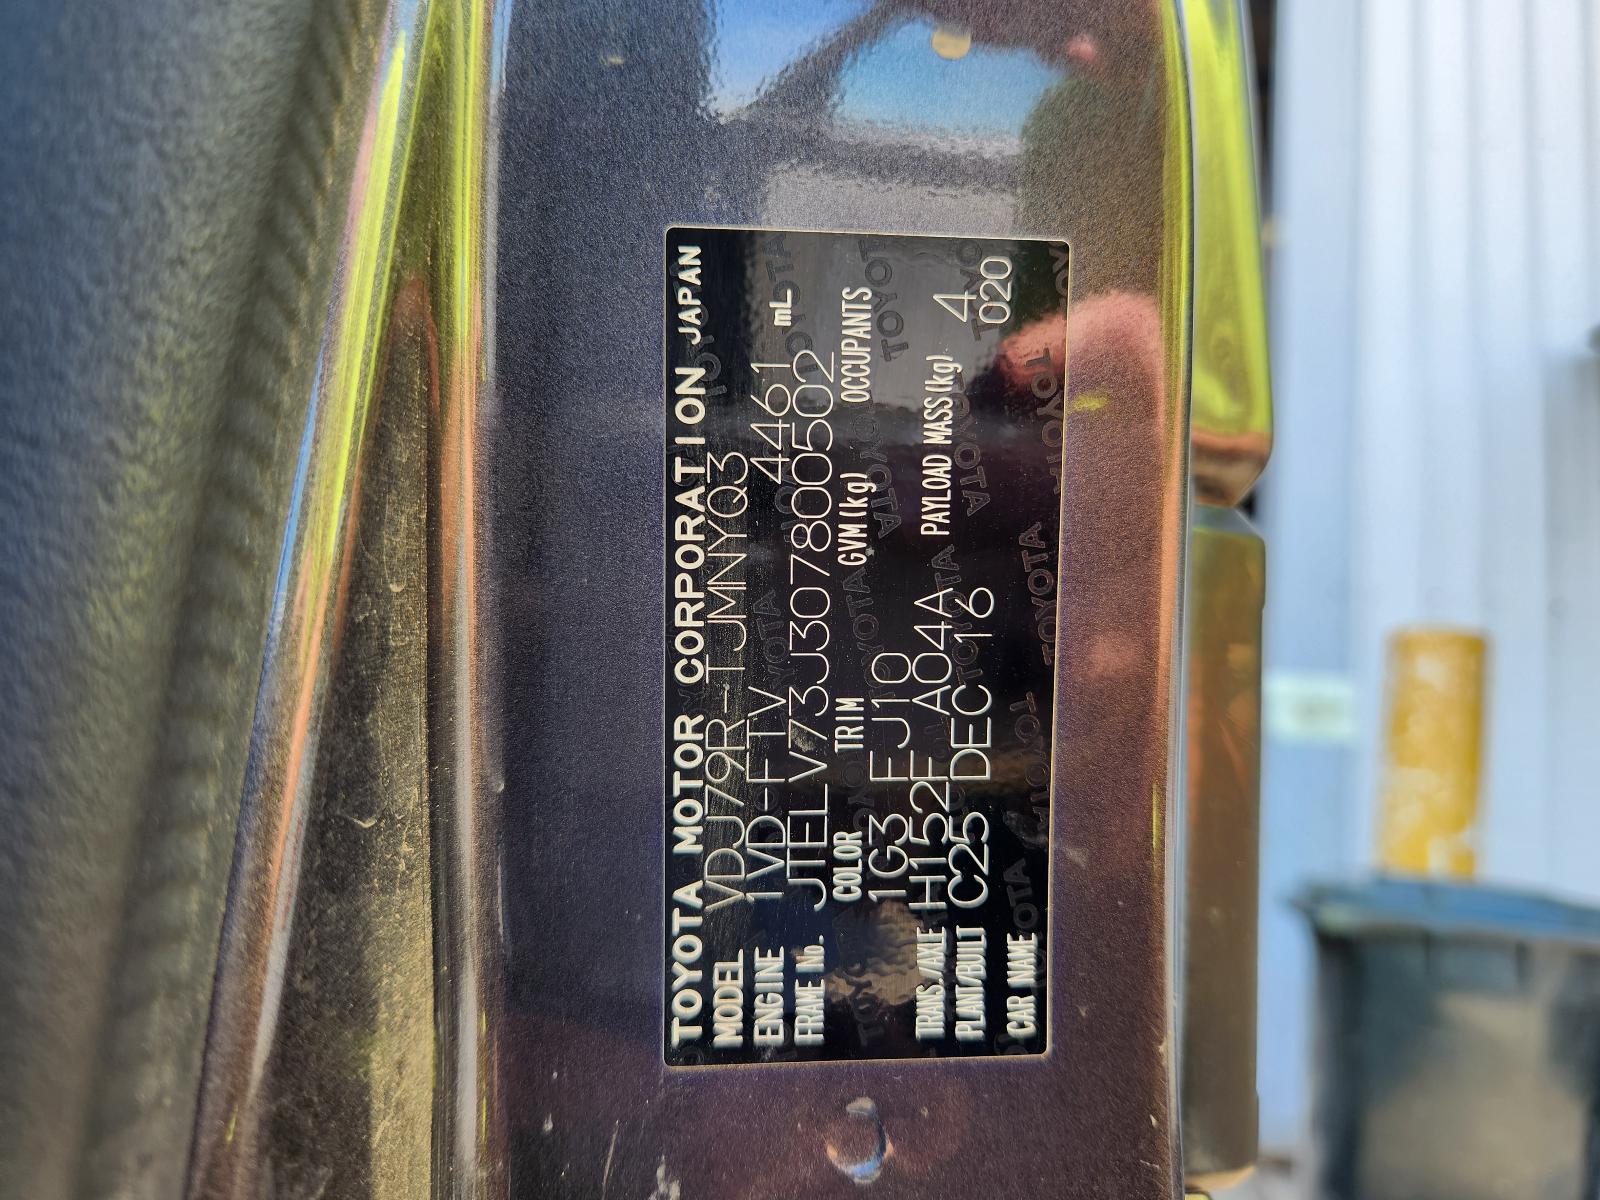 TOYOTA MOTOR CORPORATION JAPAN
MODEL VDJ79R-TJMNYQ3
ENGINE 1VD-FTV 4461 mL
FRAME No. JTELV73J307800502
COLOR TRIM GVM(kg) OCCUPANTS
1G3 FJ10 4
TRANS/AXLE H152F A04A PAYLOAD MASS(kg)
PLANT/BUILT C25 DEC 16 020
CAR NAME